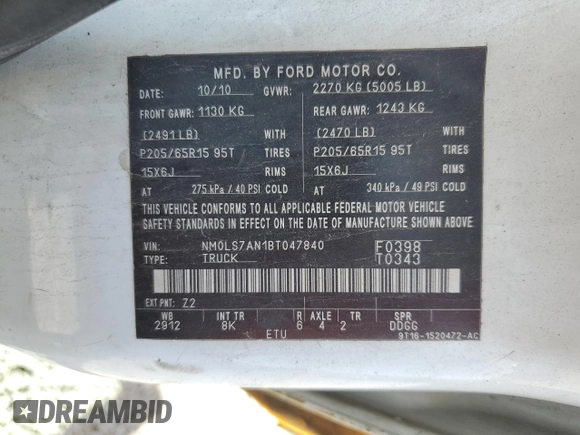 MFD. BY FORD MOTOR CO.
DATE: 10/10 GVWR: 2270 KG (5005 LB)
FRONT GAWR: 1130 KG REAR GAWR: 1243 KG
(2491 LB) WITH (2470 LB) WITH
P205/65R15 95T TIRES P205/65R15 95T TIRES
15X6J RIMS 15X6J RIMS
AT 275 kPa / 40 PSI COLD AT 340 kPa / 49 PSI COLD
THIS VEHICLE CONFORMS TO ALL APPLICABLE FEDERAL MOTOR VEHICLE
SAFETY STANDARDS IN EFFECT ON THE DATE OF MANUFACTURE SHOWN ABOVE.
VIN: NM0LS7AN1BT047840 F0398
TYPE: TRUCK T0343
EXT PNT: Z2
WB INT TR R AXLE TR SPR
2912 8K 6 4 2 DDGG
ETU 9T16-1520472-AC
DREAMBID